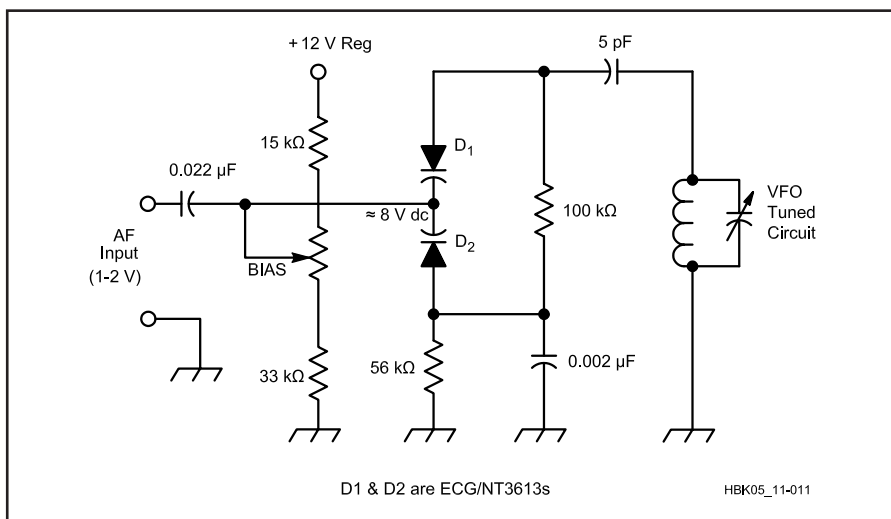 +12 V Reg
5 pF
15 kΩ
D1
0.022 µF
≈ 8 V dc
100 kΩ
VFO
Tuned
Circuit
AF
Input
(1-2 V)
BIAS
D2
33 kΩ
56 kΩ
0.002 µF
D1 & D2 are ECG/NT3613s
HBK05_11-011